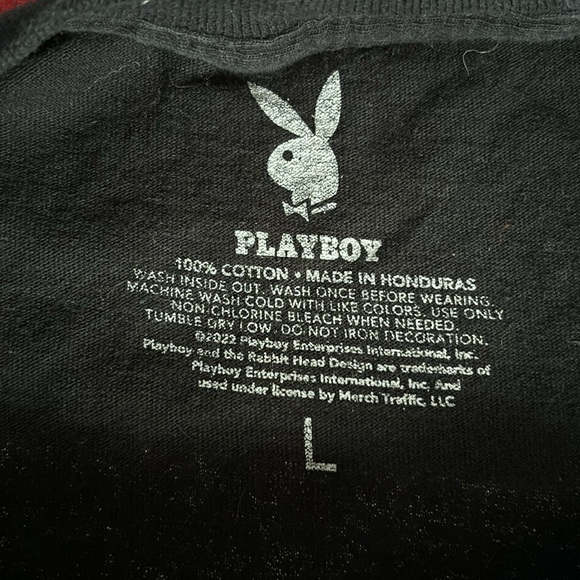 PLAYBOY
100% COTTON • MADE IN HONDURAS
WASH INSIDE OUT. WASH ONCE BEFORE WEARING.
MACHINE WASH COLD WITH LIKE COLORS. USE ONLY
NON-CHLORINE BLEACH WHEN NEEDED.
TUMBLE DRY LOW. DO NOT IRON DECORATION.
©2022 Playboy Enterprises International, Inc.
Playboy and the Rabbit Head Design are trademarks of
Playboy Enterprises International, Inc. And
used under license by Merch Traffic, LLC
L